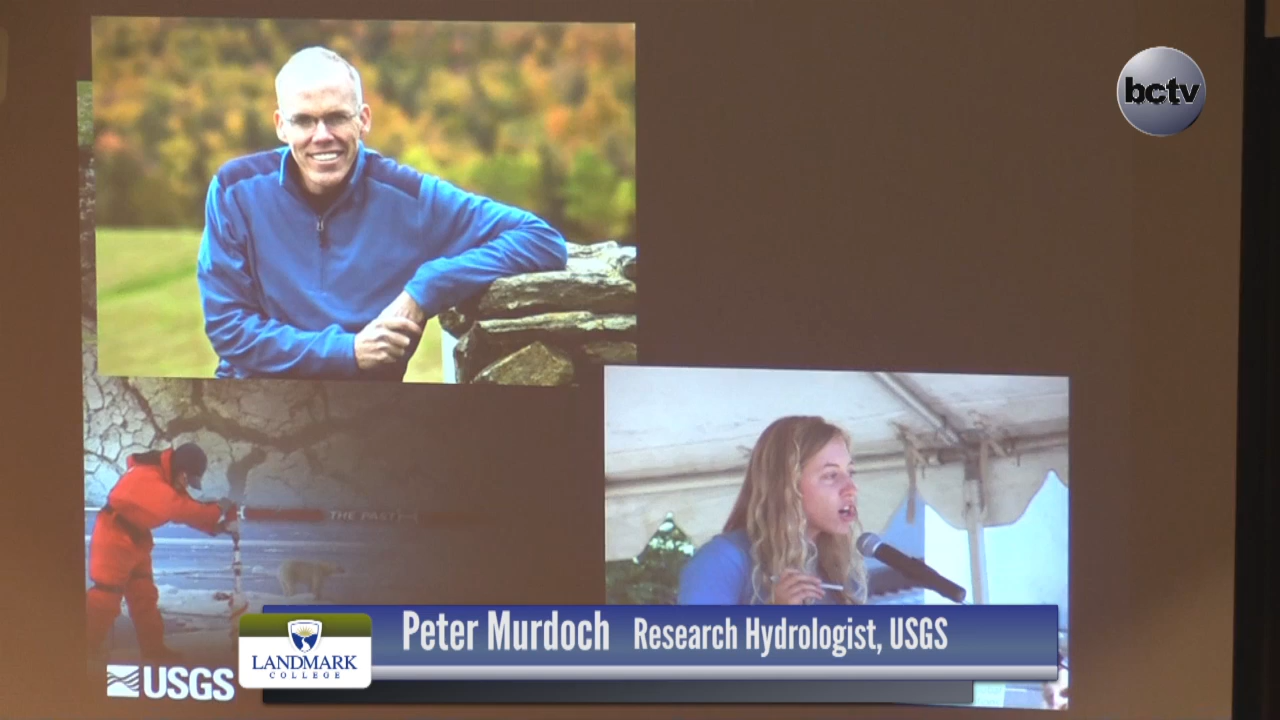 bctv
THE PAST
Peter Murdoch Research Hydrologist, USGS
LANDMARK
COLLEGE
USGS